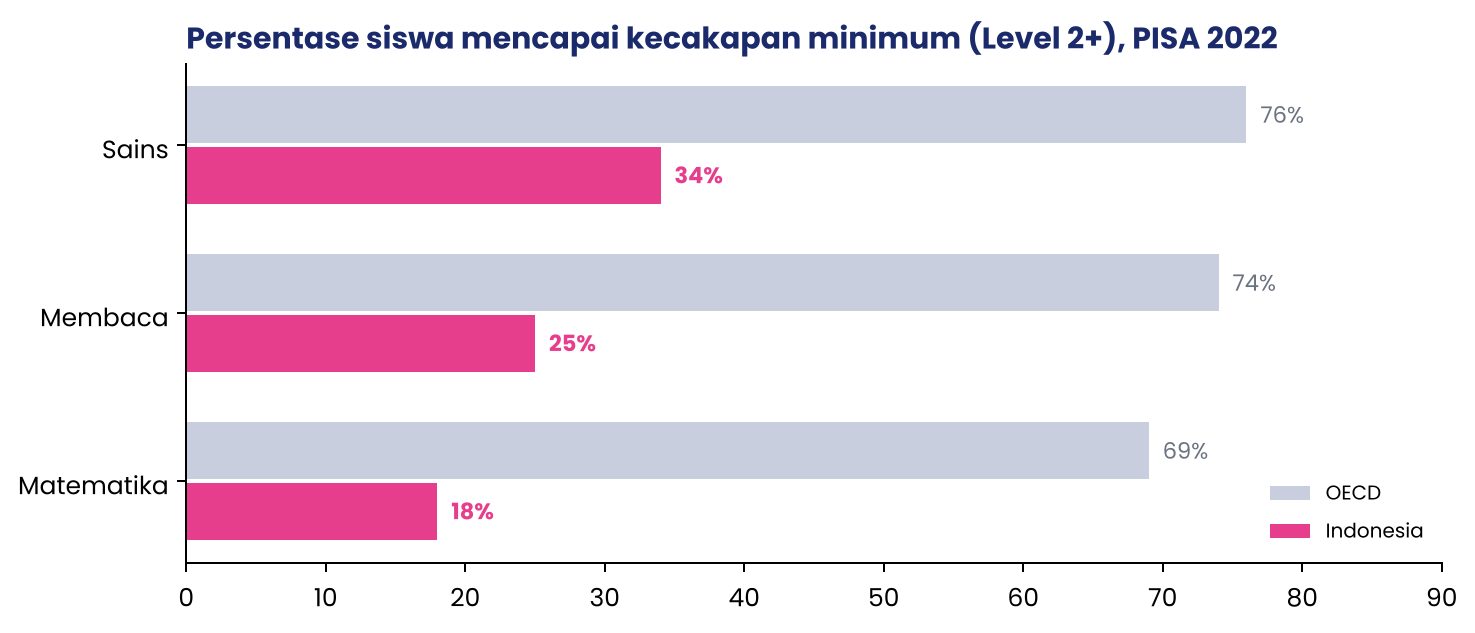 Persentase siswa mencapai kecakapan minimum (Level 2+), PISA 2022
76%
Sains
34%
74%
Membaca
25%
69%
Matematika
18%
OECD
Indonesia
0 10 20 30 40 50 60 70 80 90